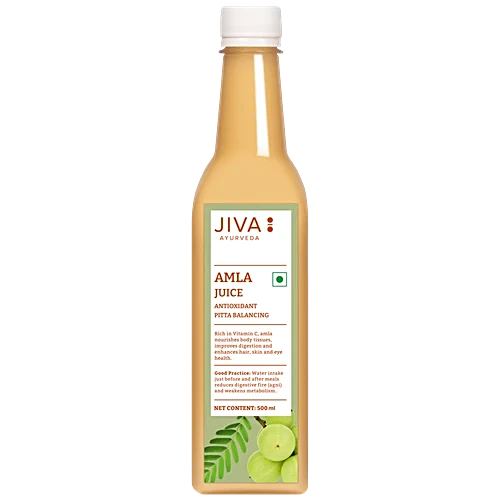 JIVA
AYURVEDA
AMLA
JUICE
ANTIOXIDANT
PITTA BALANCING
Rich in Vitamin C, amla
nourishes body tissues,
improves digestion and
enhances hair, skin and eye
health.
Good Practice: Water intake
just before and after meals
reduces digestive fire (agni)
and weakens metabolism.
NET CONTENT: 500 ml